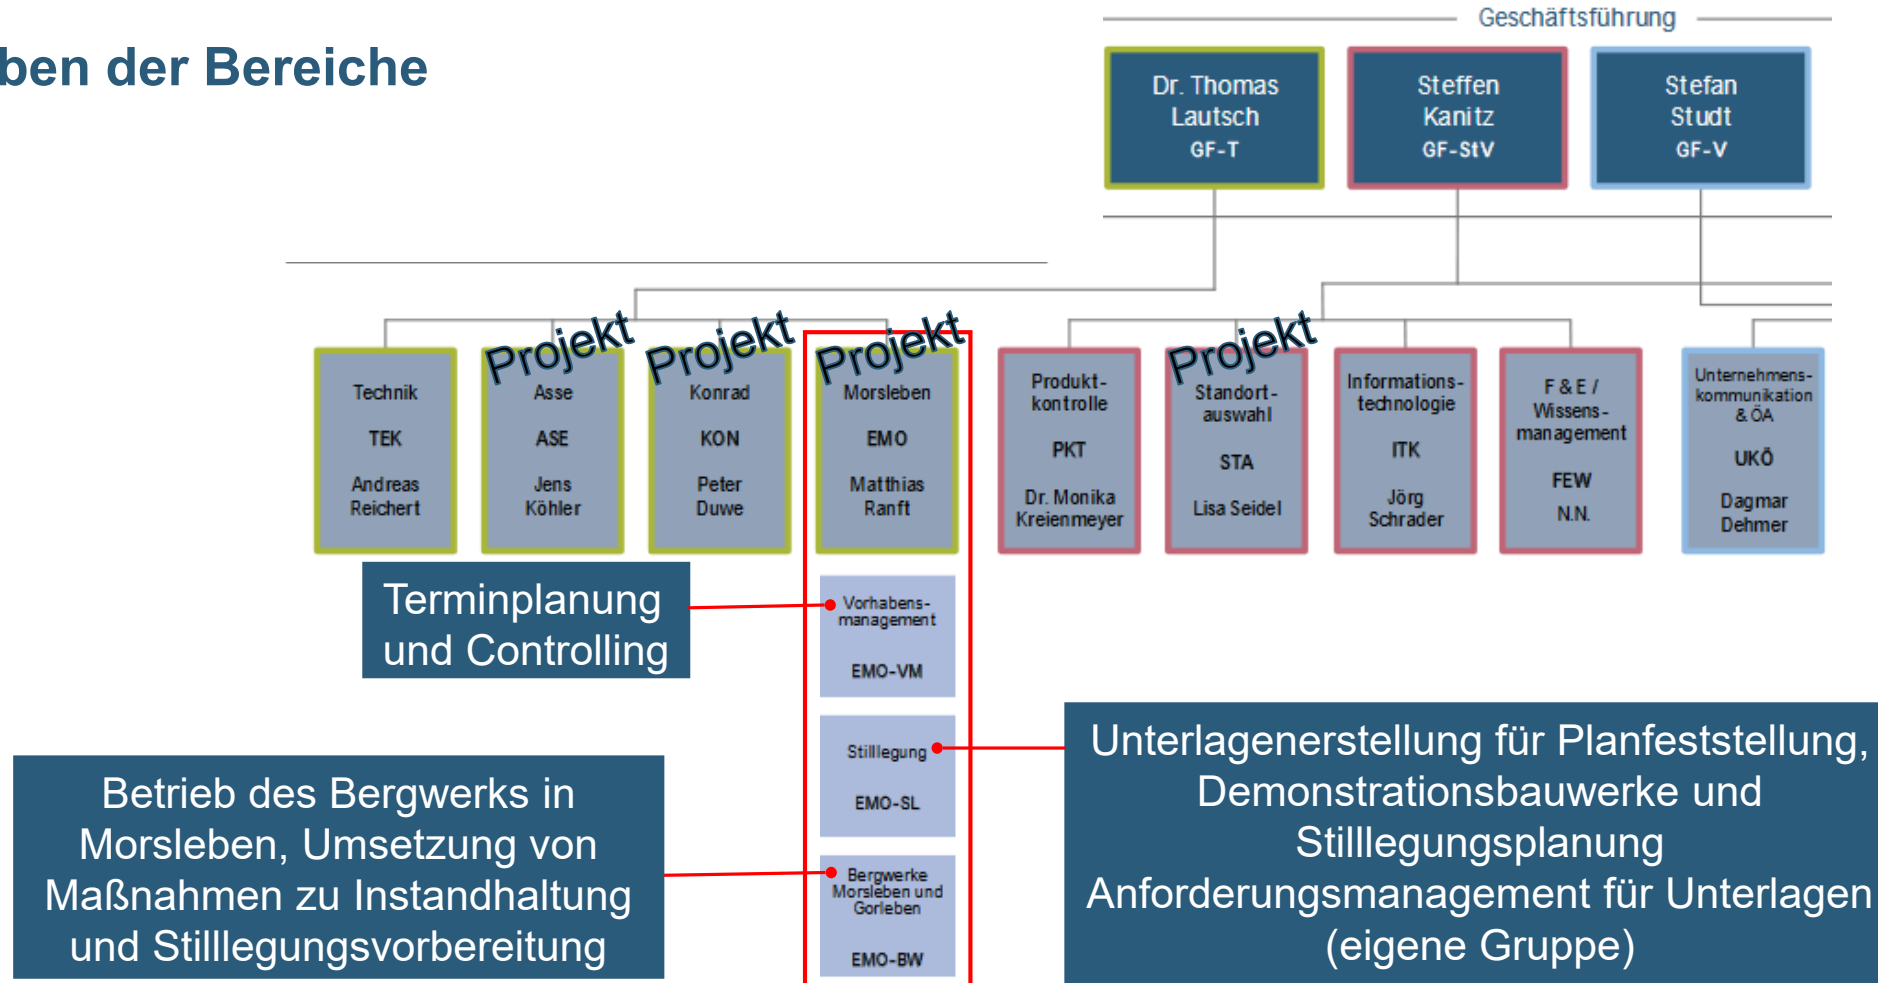 Geschäftsführung
ben der Bereiche
Dr. Thomas
Lautsch
GF-T
Steffen
Kanitz
GF-StV
Stefan
Studt
GF-V
Projekt
Projekt
Projekt
Projekt
Technik
TEK
Andreas
Reichert
Asse
ASE
Jens
Köhler
Konrad
KON
Peter
Duwe
Morsleben
EMO
Matthias
Ranft
Produkt-
kontrolle
PKT
Dr. Monika
Kreienmeyer
Standort-
auswahl
STA
Lisa Seidel
Informations-
technologie
ITK
Jörg
Schrader
F & E /
Wissens-
management
FEW
N.N.
Unternehmens-
kommunikation
& ÖA
UKÖ
Dagmar
Dehmer
Terminplanung
und Controlling
Vorhabens-
management
EMO-VM
Stilllegung
EMO-SL
Unterlagenerstellung für Planfeststellung,
Demonstrationsbauwerke und
Stilllegungsplanung
Anforderungsmanagement für Unterlagen
(eigene Gruppe)
Betrieb des Bergwerks in
Morsleben, Umsetzung von
Maßnahmen zu Instandhaltung
und Stilllegungsvorbereitung
Bergwerke
Morsleben und
Gorleben
EMO-BW